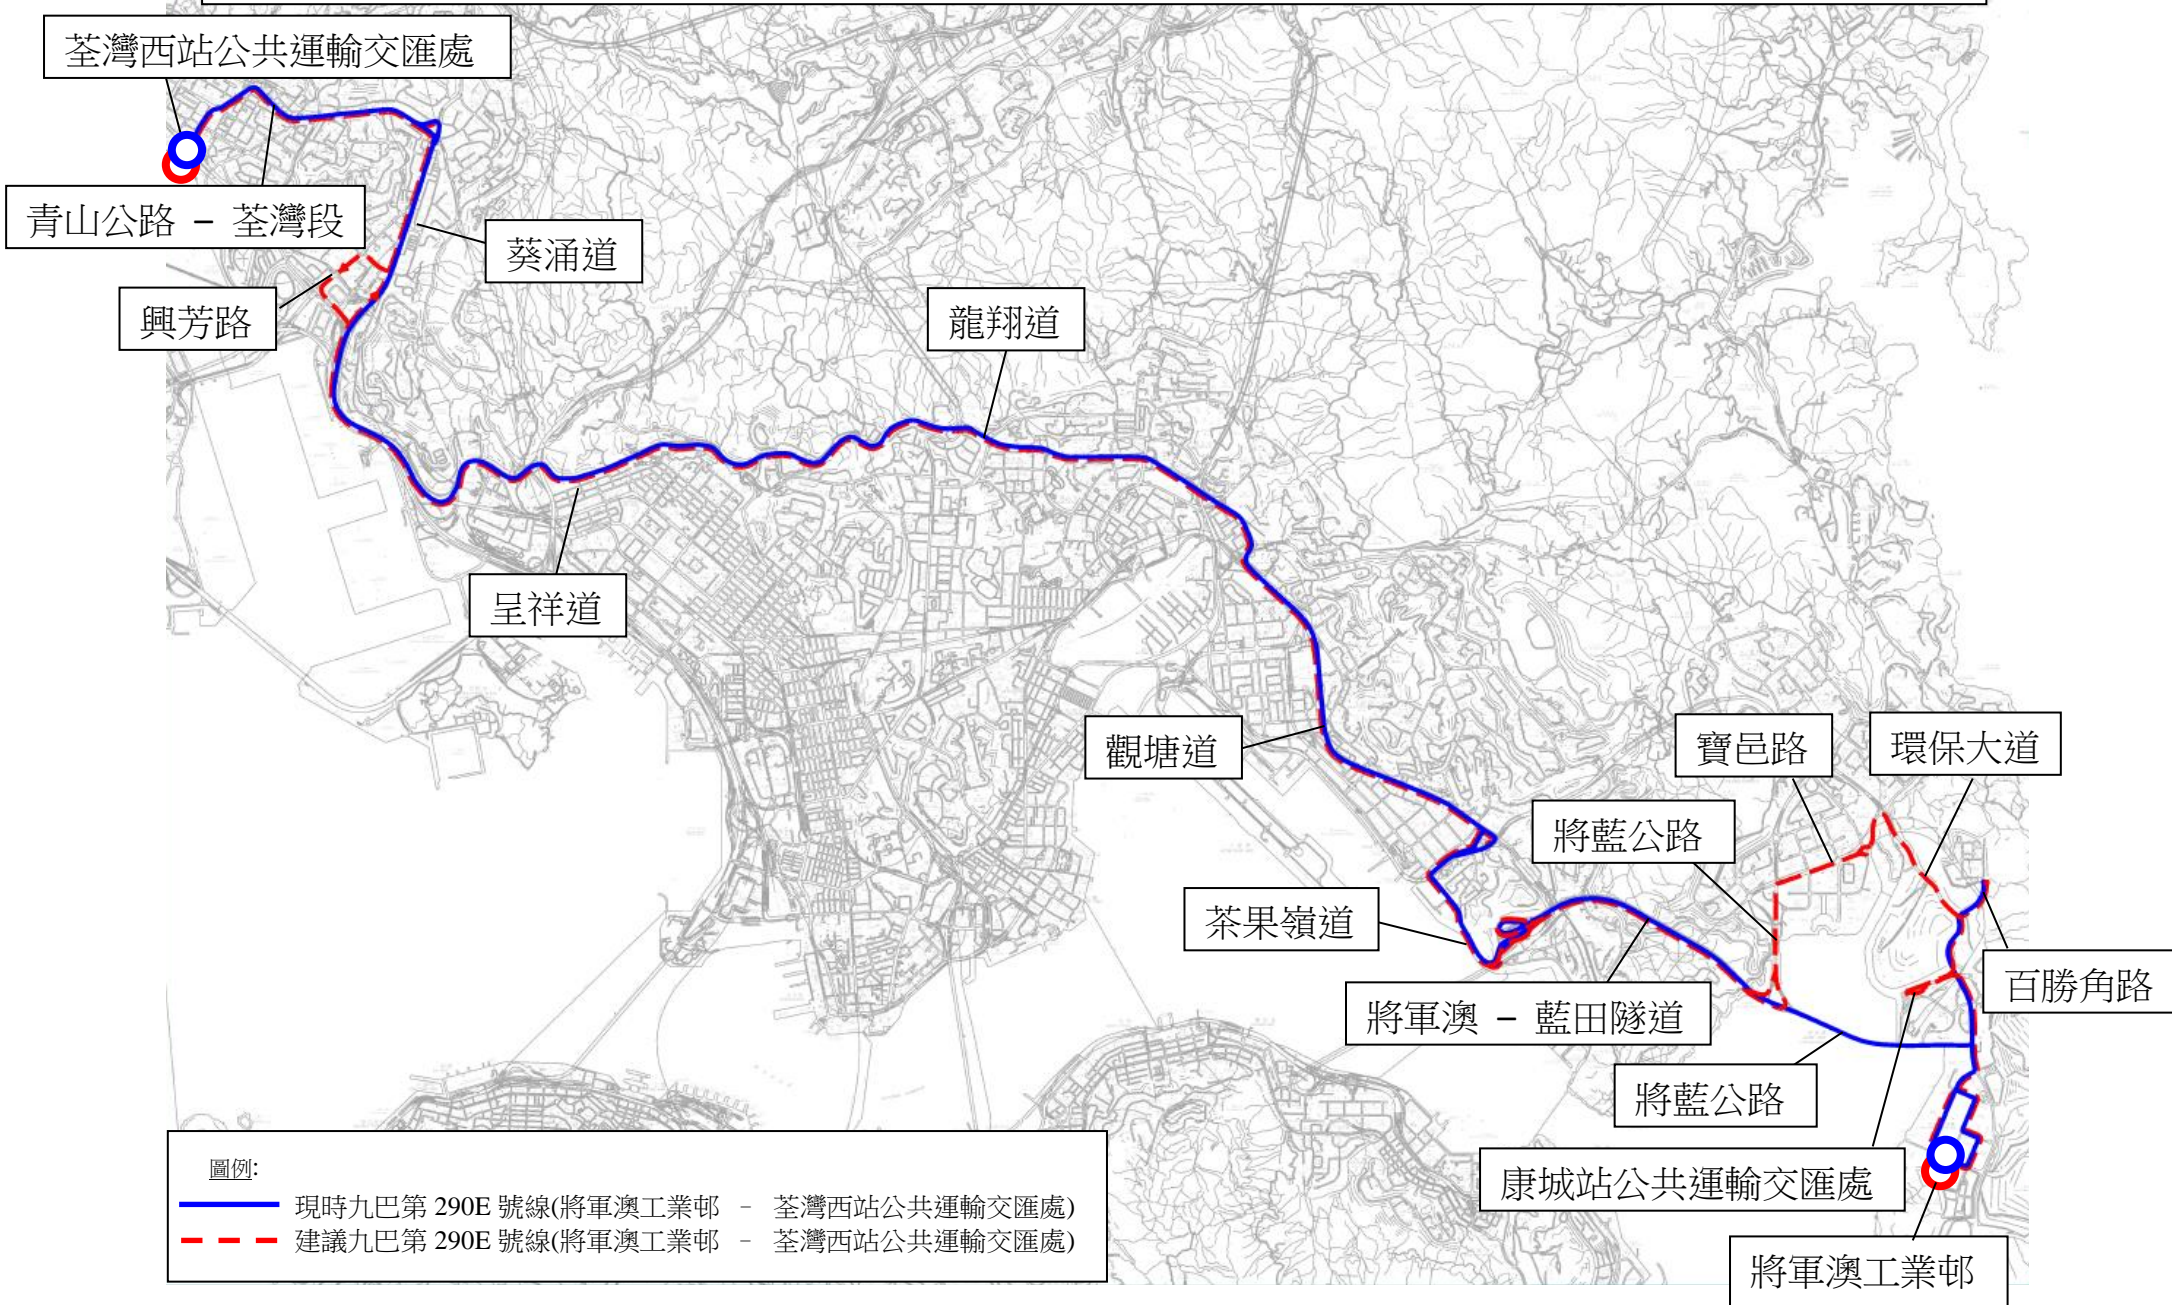 荃灣西站公共運輸交匯處
青山公路 – 荃灣段
葵涌道
興芳路
龍翔道
呈祥道
觀塘道
寶邑路
環保大道
將藍公路
茶果嶺道
百勝角路
將軍澳 – 藍田隧道
將藍公路
康城站公共運輸交匯處
將軍澳工業邨
圖例:
現時九巴第 290E 號線(將軍澳工業邨 - 荃灣西站公共運輸交匯處)
建議九巴第 290E 號線(將軍澳工業邨 - 荃灣西站公共運輸交匯處)